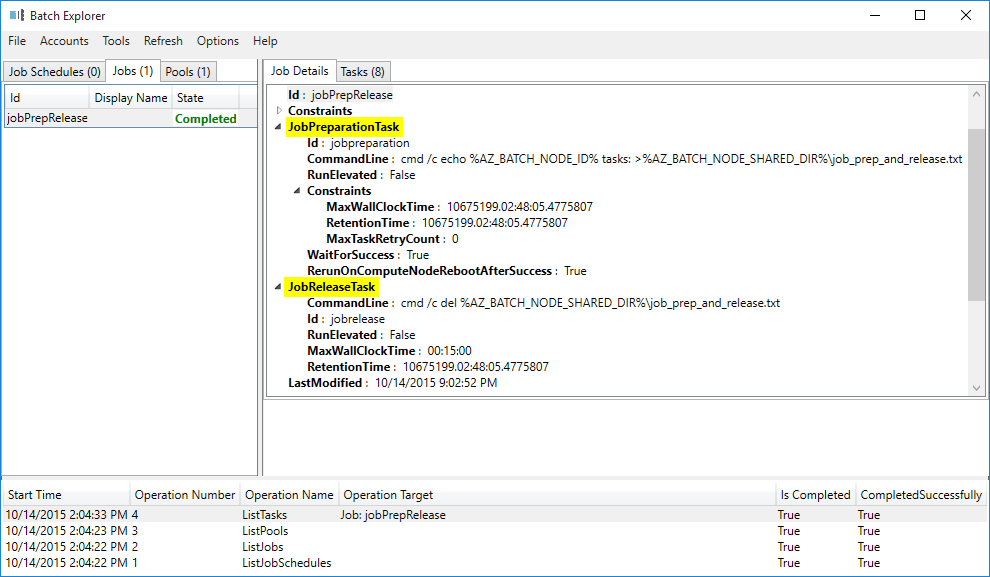 Batch Explorer
File Accounts Tools Refresh Options Help
Job Schedules (0) Jobs (1) Pools (1)
Id Display Name State
jobPrepRelease Completed
Job Details Tasks (8)
Id : jobPrepRelease
Constraints
JobPreparationTask
Id : jobpreparation
CommandLine : cmd /c echo %AZ_BATCH_NODE_ID% tasks: >%AZ_BATCH_NODE_SHARED_DIR%\job_prep_and_release.txt
RunElevated : False
Constraints
MaxWallClockTime : 10675199.02:48:05.4775807
RetentionTime : 10675199.02:48:05.4775807
MaxTaskRetryCount : 0
WaitForSuccess : True
RerunOnComputeNodeRebootAfterSuccess : True
JobReleaseTask
CommandLine : cmd /c del %AZ_BATCH_NODE_SHARED_DIR%\job_prep_and_release.txt
Id : jobrelease
RunElevated : False
MaxWallClockTime : 00:15:00
RetentionTime : 10675199.02:48:05.4775807
LastModified : 10/14/2015 9:02:52 PM
Start Time Operation Number Operation Name Operation Target Is Completed CompletedSuccessfully
10/14/2015 2:04:33 PM 4 ListTasks Job: jobPrepRelease True True
10/14/2015 2:04:23 PM 3 ListPools True True
10/14/2015 2:04:22 PM 2 ListJobs True True
10/14/2015 2:04:22 PM 1 ListJobSchedules True True